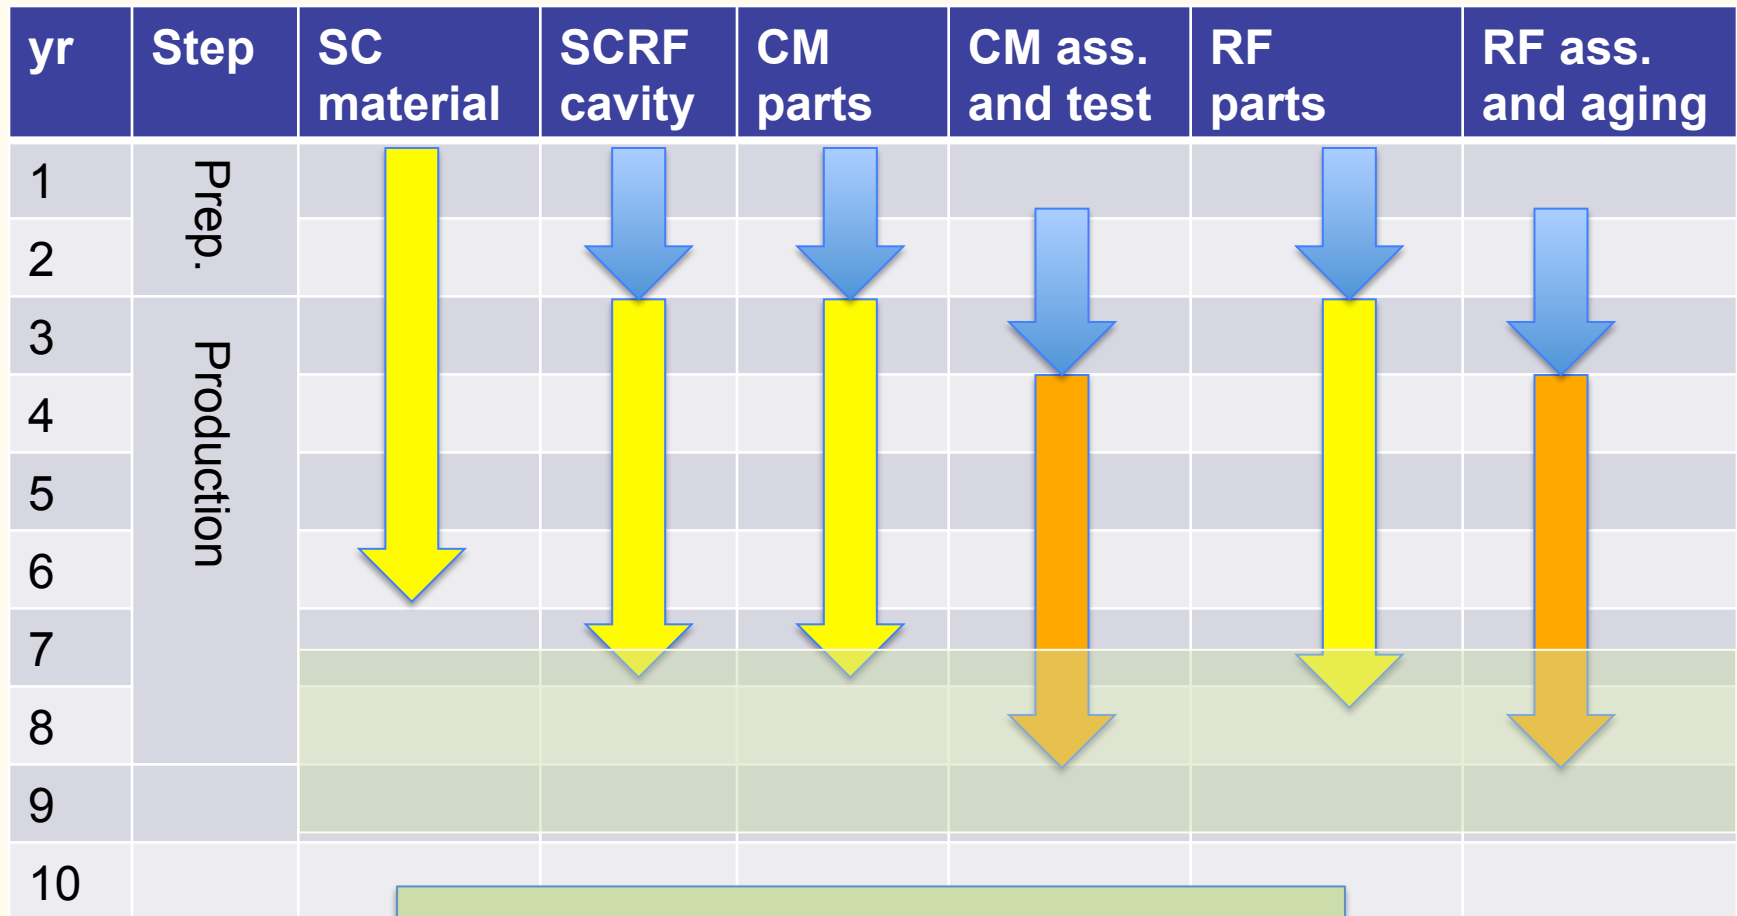 yr
Step
SC
material
SCRF
cavity
CM
parts
CM ass.
and test
RF
parts
RF ass.
and aging
1
Prep.
2
3
Production
4
5
6
7
8
9
10